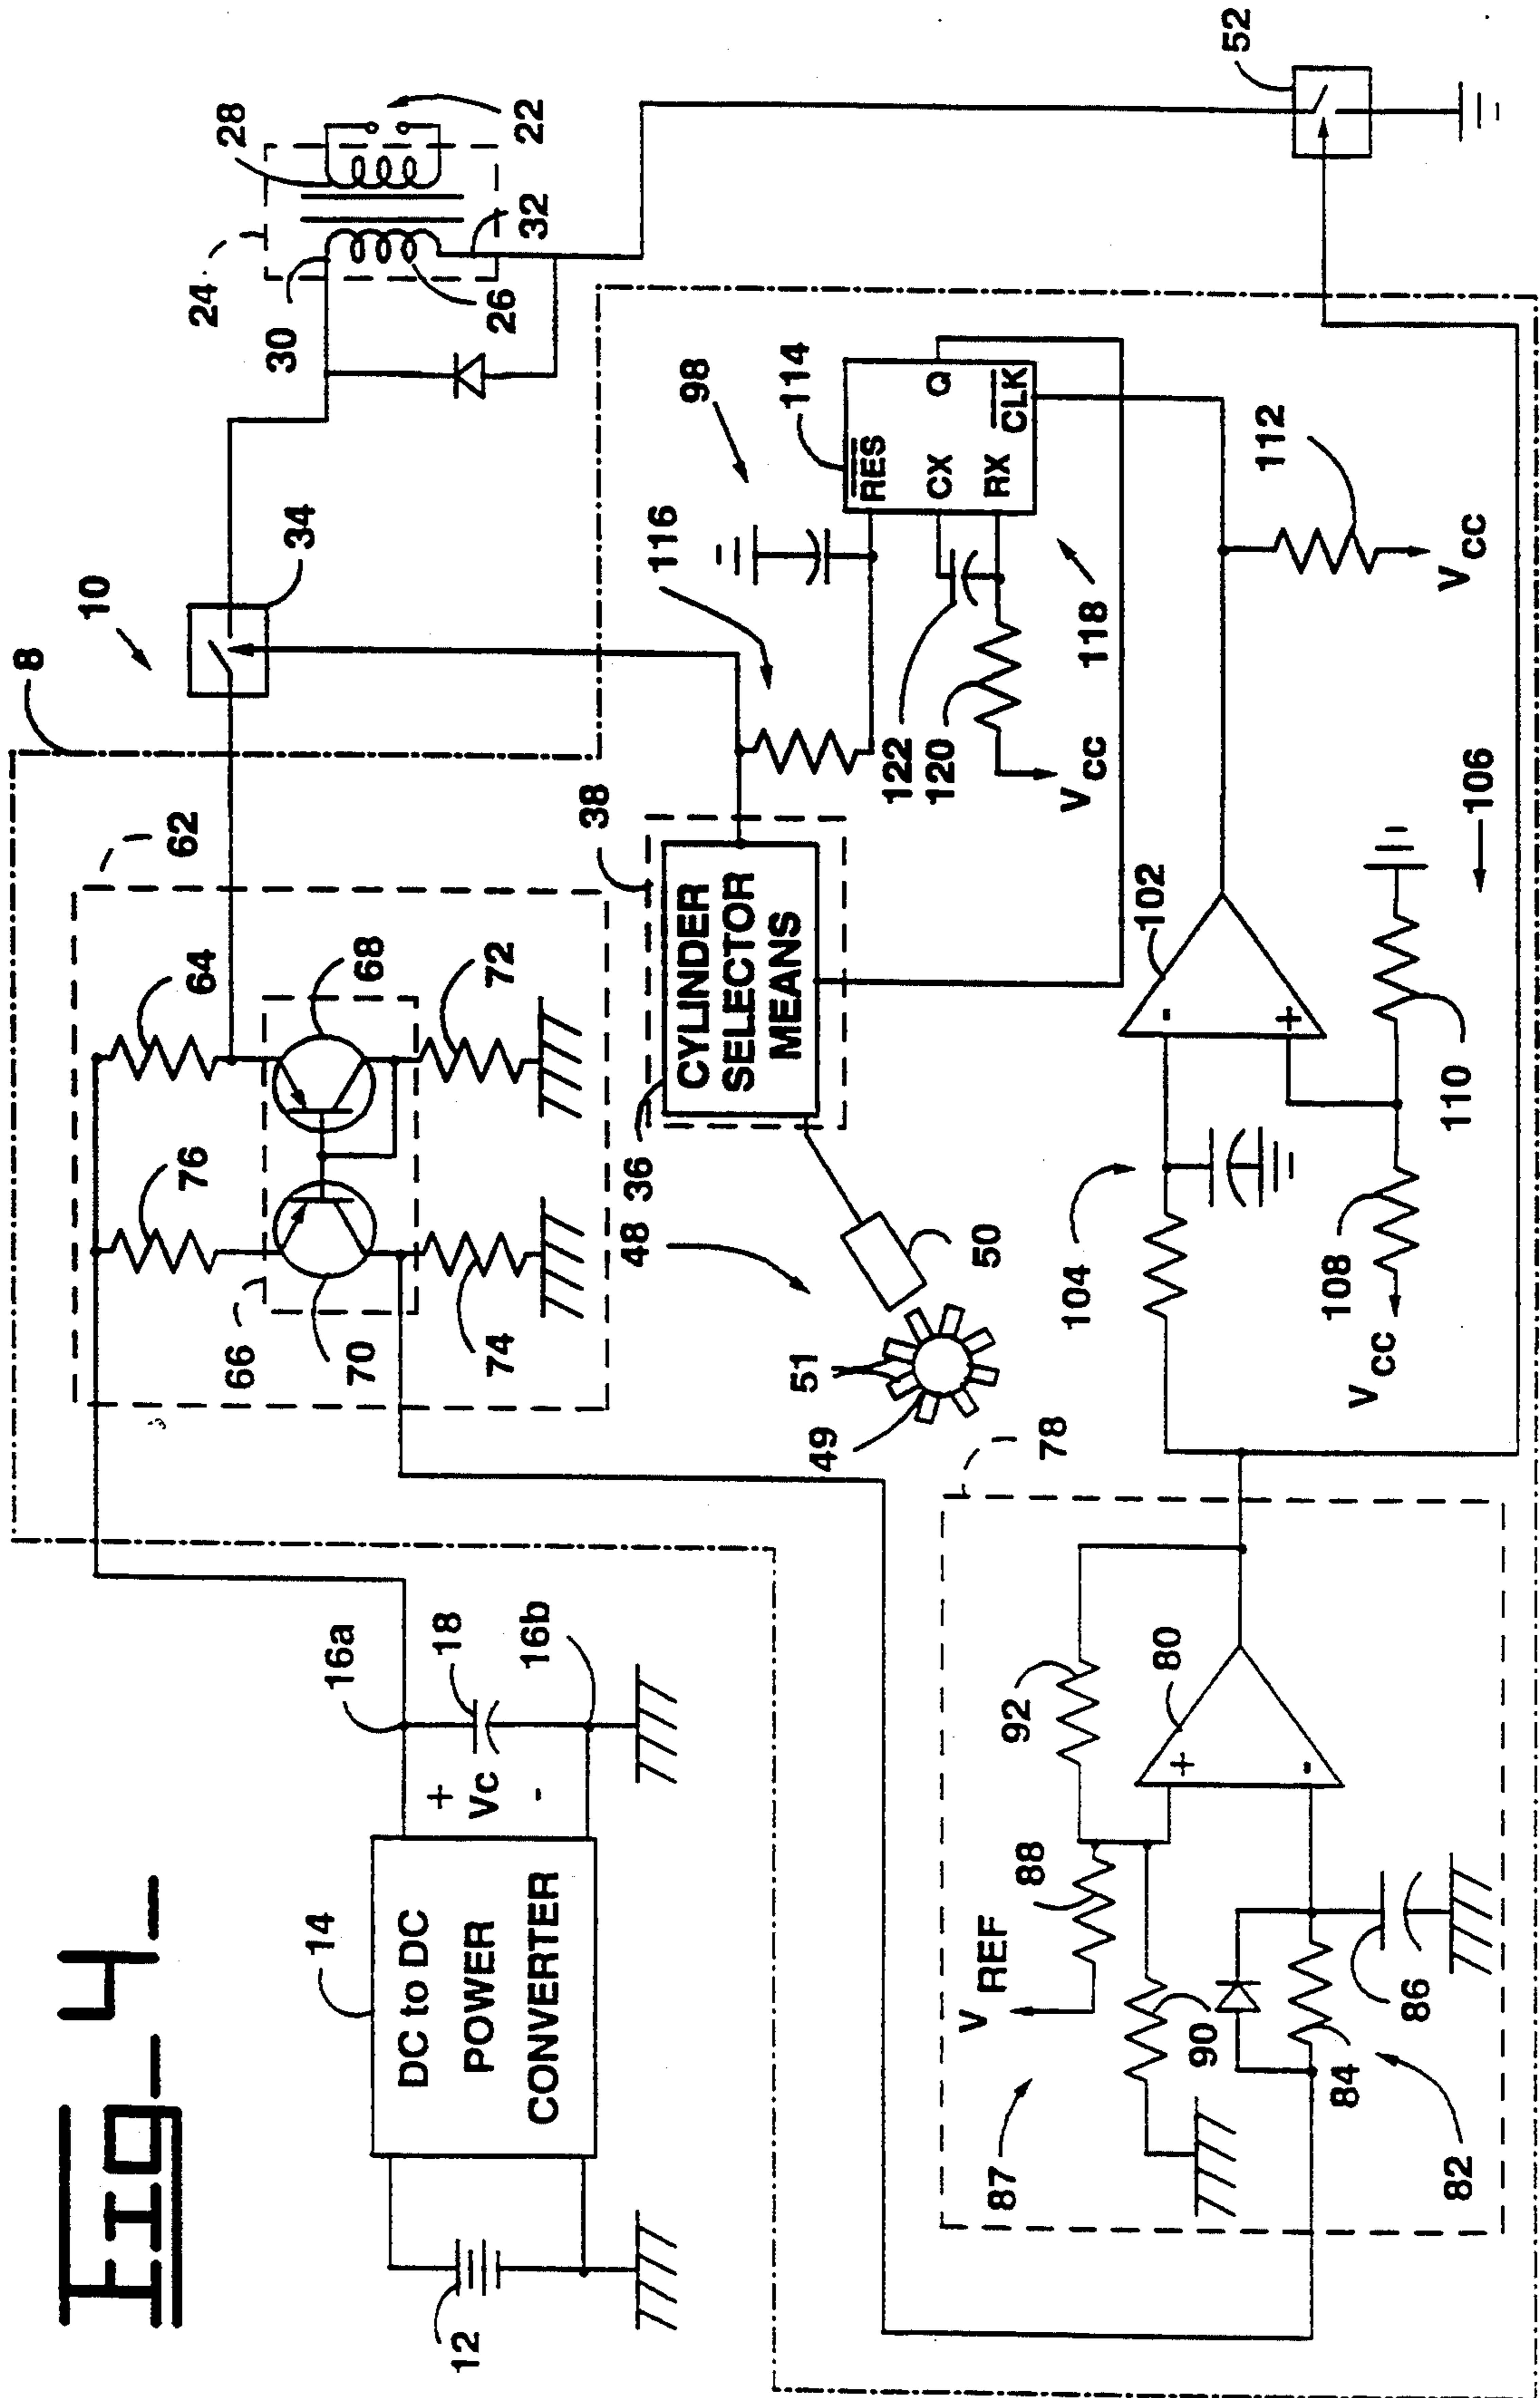 FIG_4_
8
10
62
64
76
66
68
70
72
74
34
24
28
22
30
26
32
14
DC to DC
POWER
CONVERTER
12
16a
+
Vc
-
18
16b
38
36
CYLINDER
SELECTOR
MEANS
48
50
51
49
116
98
114
RES
CX
Q
RX
CLK
122
120
VCC
118
52
78
87
V REF
88
92
90
80
+
-
84
86
82
104
102
-
+
108
VCC
110
106
112
VCC